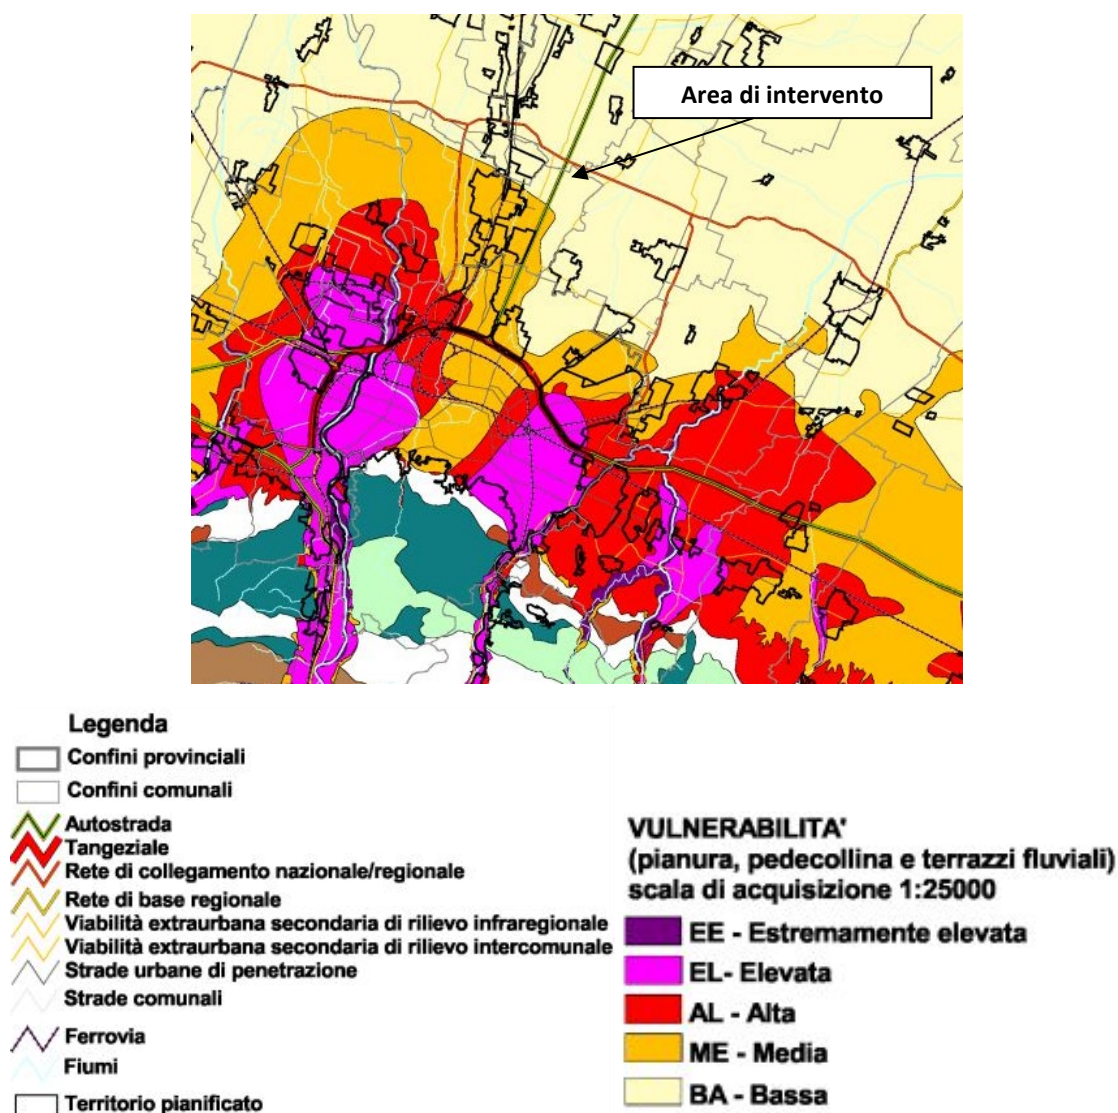 Area di intervento
Legenda
Confini provinciali
Confini comunali
Autostrada
Tangeziale
Rete di collegamento nazionale/regionale
Rete di base regionale
Viabilità extraurbana secondaria di rilievo infraregionale
Viabilità extraurbana secondaria di rilievo intercomunale
Strade urbane di penetrazione
Strade comunali
Ferrovia
Fiumi
Territorio pianificato
VULNERABILITA'
(pianura, pedecollina e terrazzi fluviali)
scala di acquisizione 1:25000
EE - Estremamente elevata
EL- Elevata
AL - Alta
ME - Media
BA - Bassa